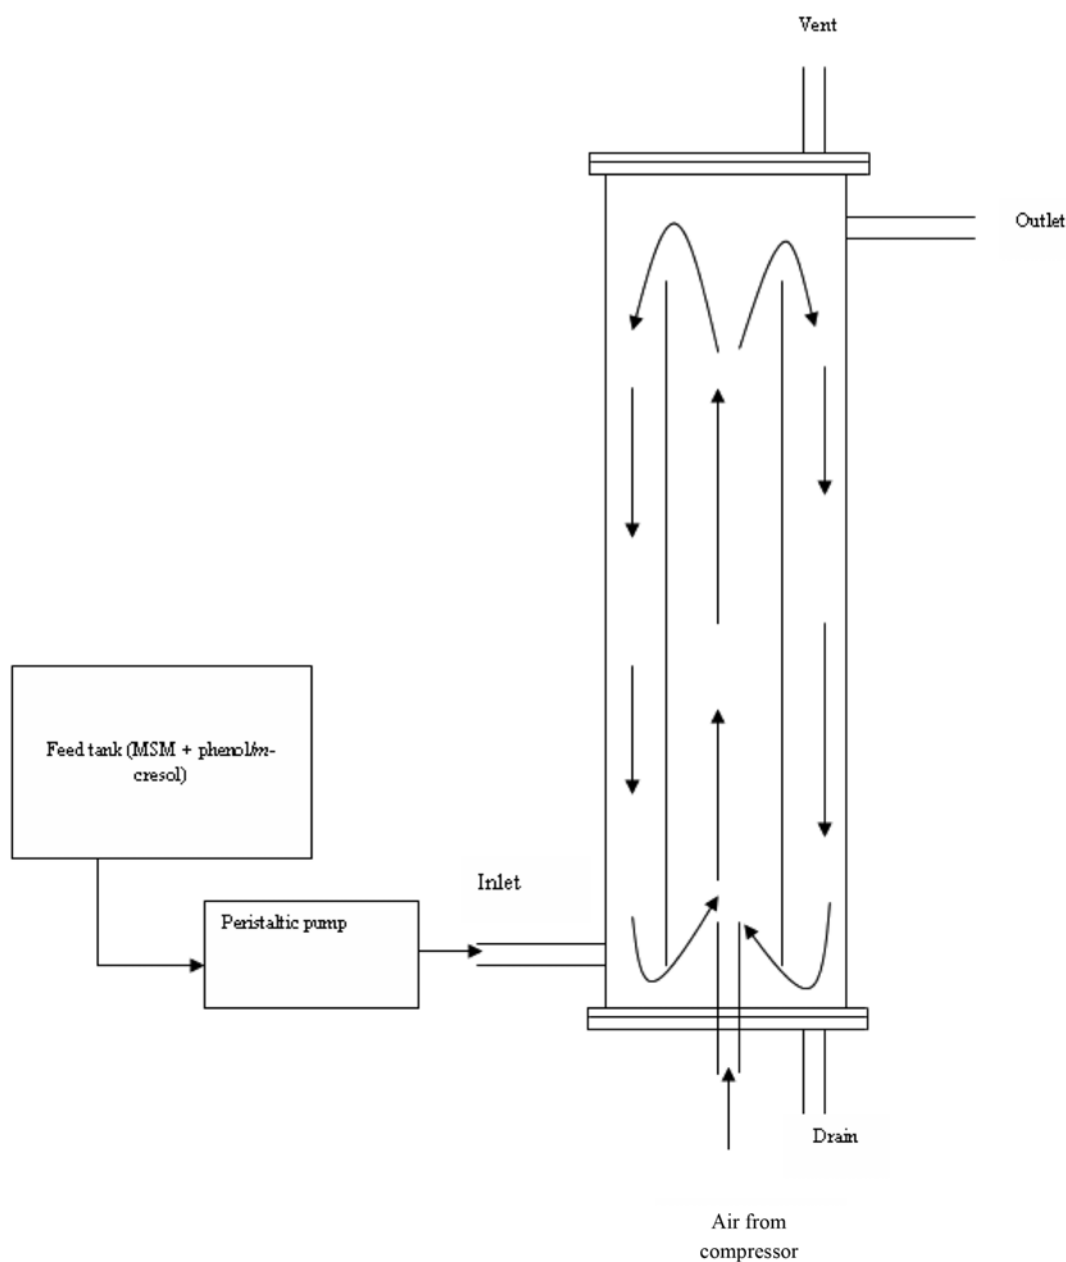 Vent
Outlet
Feed tank (MSM + phenol/m-
cresol)
Inlet
Peristaltic pump
Drain
Air from
compressor